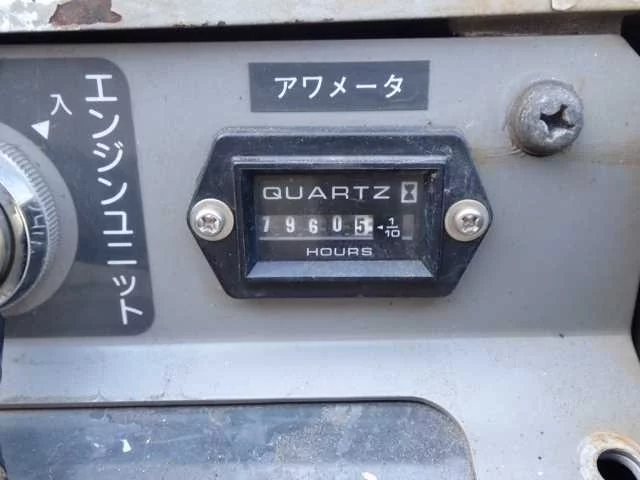 アワメータ
入
エンジンユニット
QUARTZ
79605 1/10
HOURS